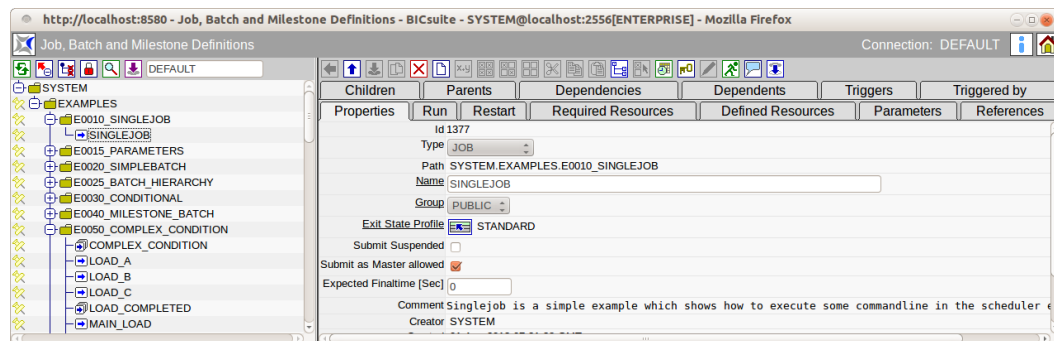 http://localhost:8580 - Job, Batch and Milestone Definitions - BICsuite - SYSTEM@localhost:2556[ENTERPRISE] - Mozilla Firefox
Job, Batch and Milestone Definitions
Connection: DEFAULT
DEFAULT
SYSTEM
EXAMPLES
E0010_SINGLEJOB
SINGLEJOB
E0015_PARAMETERS
E0020_SIMPLEBATCH
E0025_BATCH_HIERARCHY
E0030_CONDITIONAL
E0040_MILESTONE_BATCH
E0050_COMPLEX_CONDITION
COMPLEX_CONDITION
LOAD_A
LOAD_B
LOAD_C
LOAD_COMPLETED
MAIN_LOAD
Children Parents Dependencies Dependents Triggers Triggered by
Properties Run Restart Required Resources Defined Resources Parameters References
Id 1377
Type JOB
Path SYSTEM.EXAMPLES.E0010_SINGLEJOB
Name SINGLEJOB
Group PUBLIC
Exit State Profile STANDARD
Submit Suspended
Submit as Master allowed
Expected Finaltime [Sec] 0
Comment Singlejob is a simple example which shows how to execute some commandline in the scheduler
Creator SYSTEM